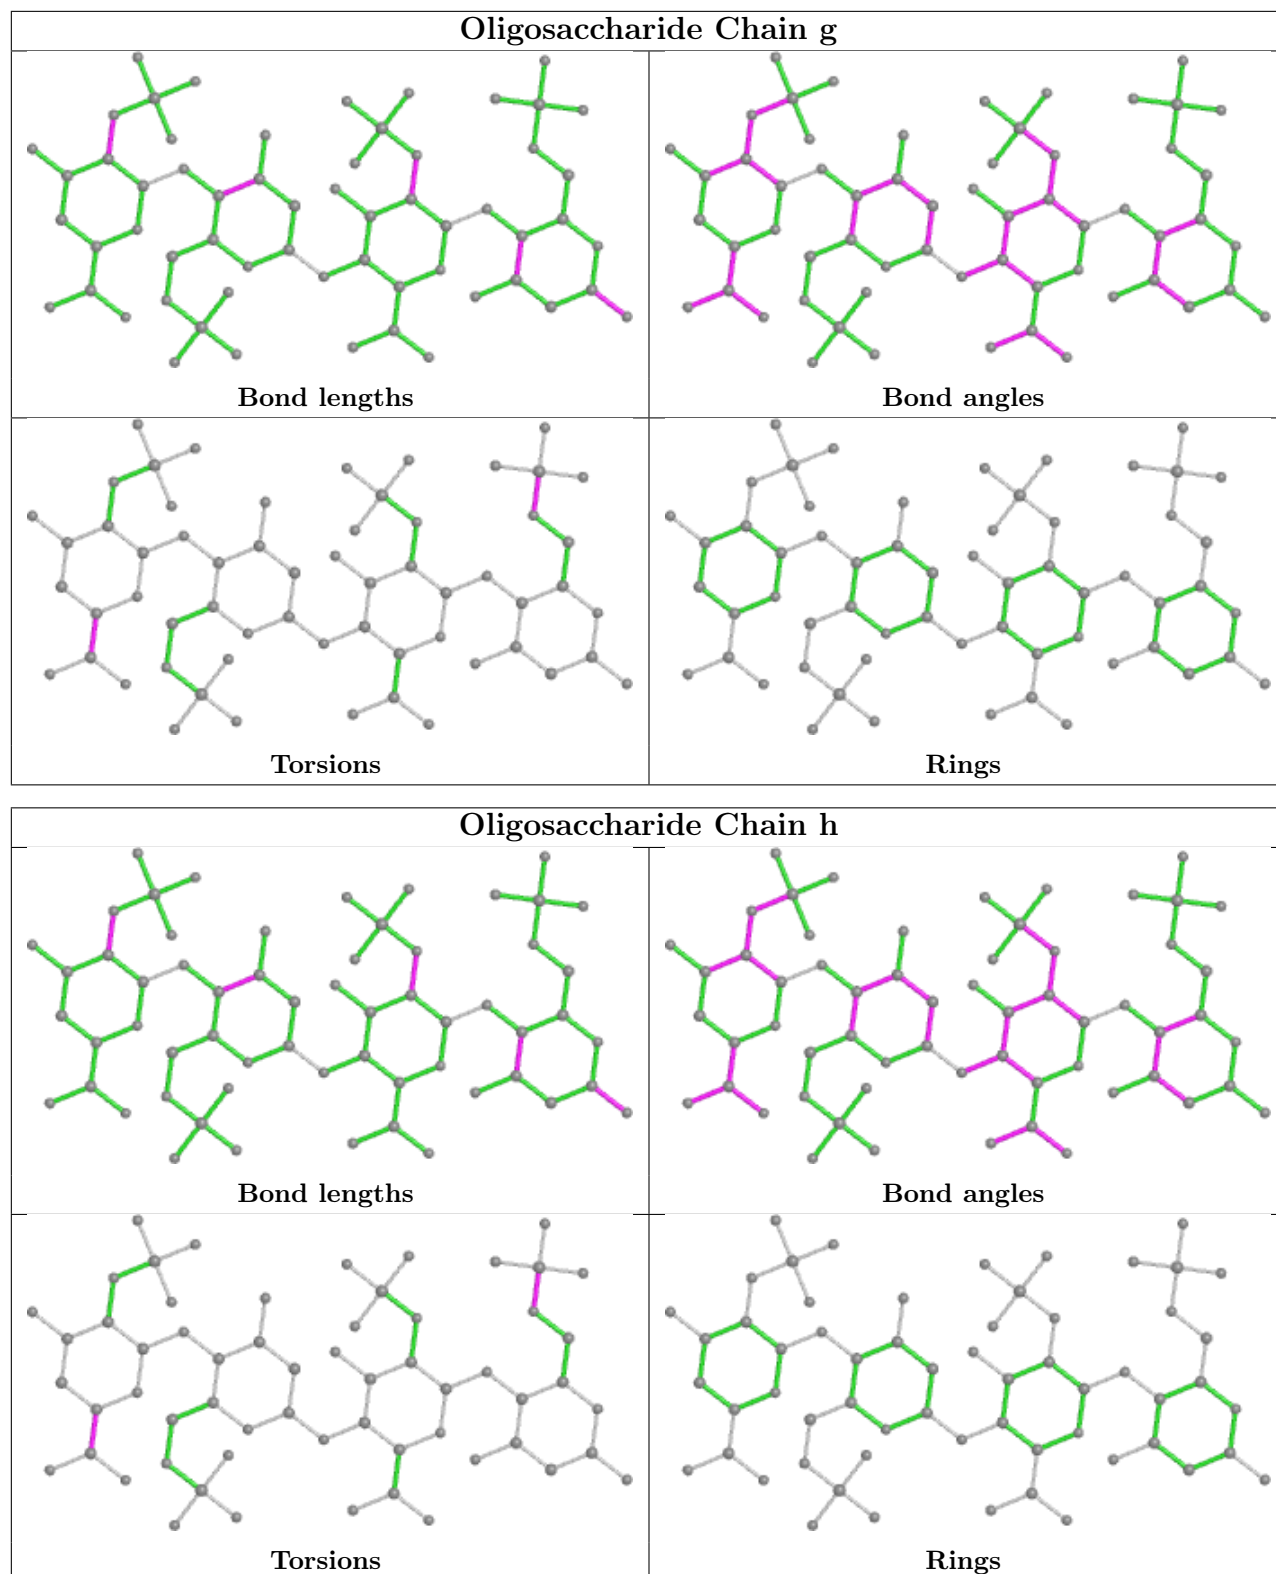 Oligosaccharide Chain g
Bond lengths
Bond angles
Torsions
Rings
Oligosaccharide Chain h
Bond lengths
Bond angles
Torsions
Rings